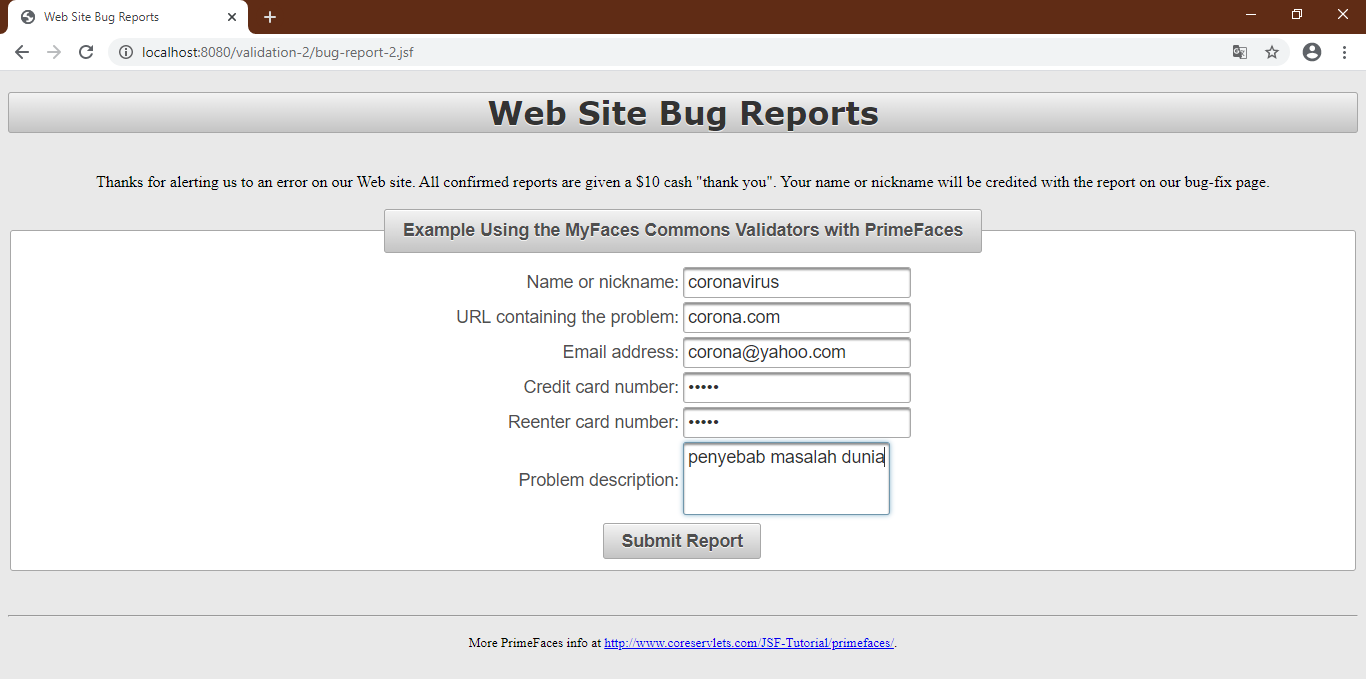 Web Site Bug Reports
localhost:8080/validation-2/bug-report-2.jsf
Web Site Bug Reports
Thanks for alerting us to an error on our Web site. All confirmed reports are given a $10 cash "thank you". Your name or nickname will be credited with the report on our bug-fix page.
Example Using the MyFaces Commons Validators with PrimeFaces
Name or nickname: coronavirus
URL containing the problem: corona.com
Email address: corona@yahoo.com
Credit card number: •••••
Reenter card number: •••••
Problem description: penyebab masalah dunia
Submit Report
More PrimeFaces info at http://www.coreservlets.com/JSF-Tutorial/primefaces/.